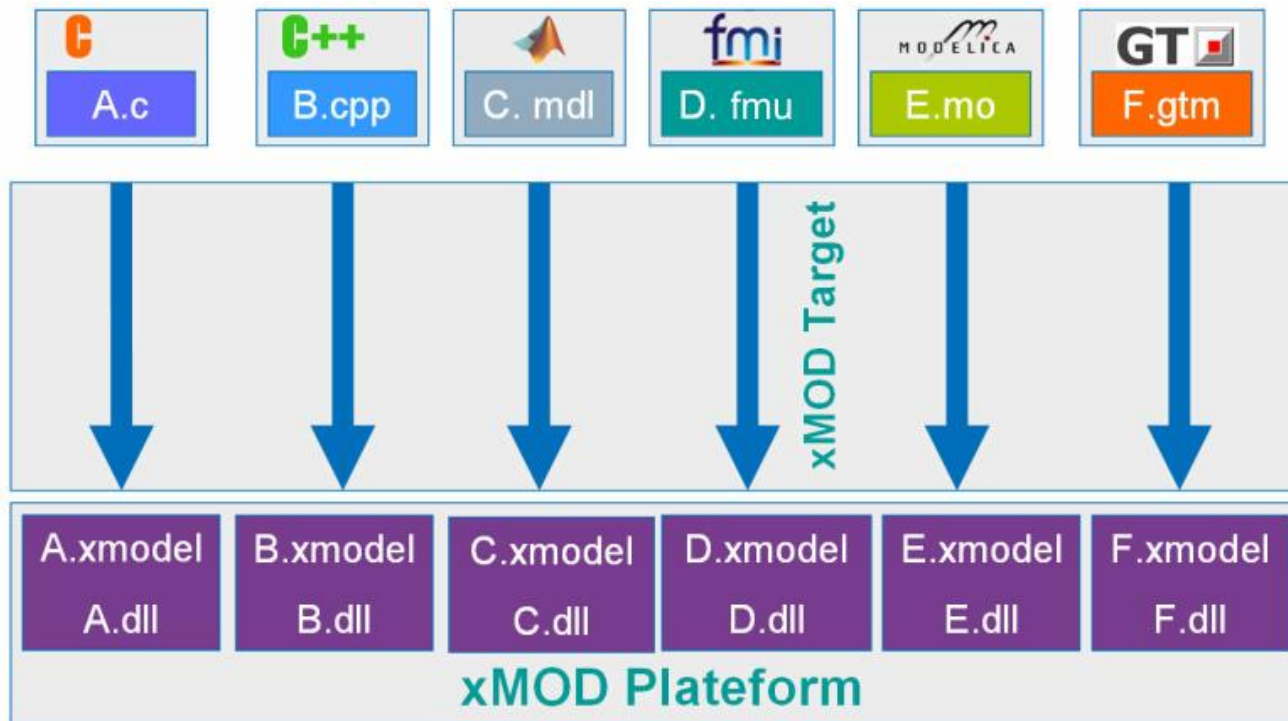 C
C++
fmi
MODELICA
GT
A.c
B.cpp
C. mdl
D. fmu
E.mo
F.gtm
xMOD Target
A.xmodel
A.dll
B.xmodel
B.dll
C.xmodel
C.dll
D.xmodel
D.dll
E.xmodel
E.dll
F.xmodel
F.dll
xMOD Plateform